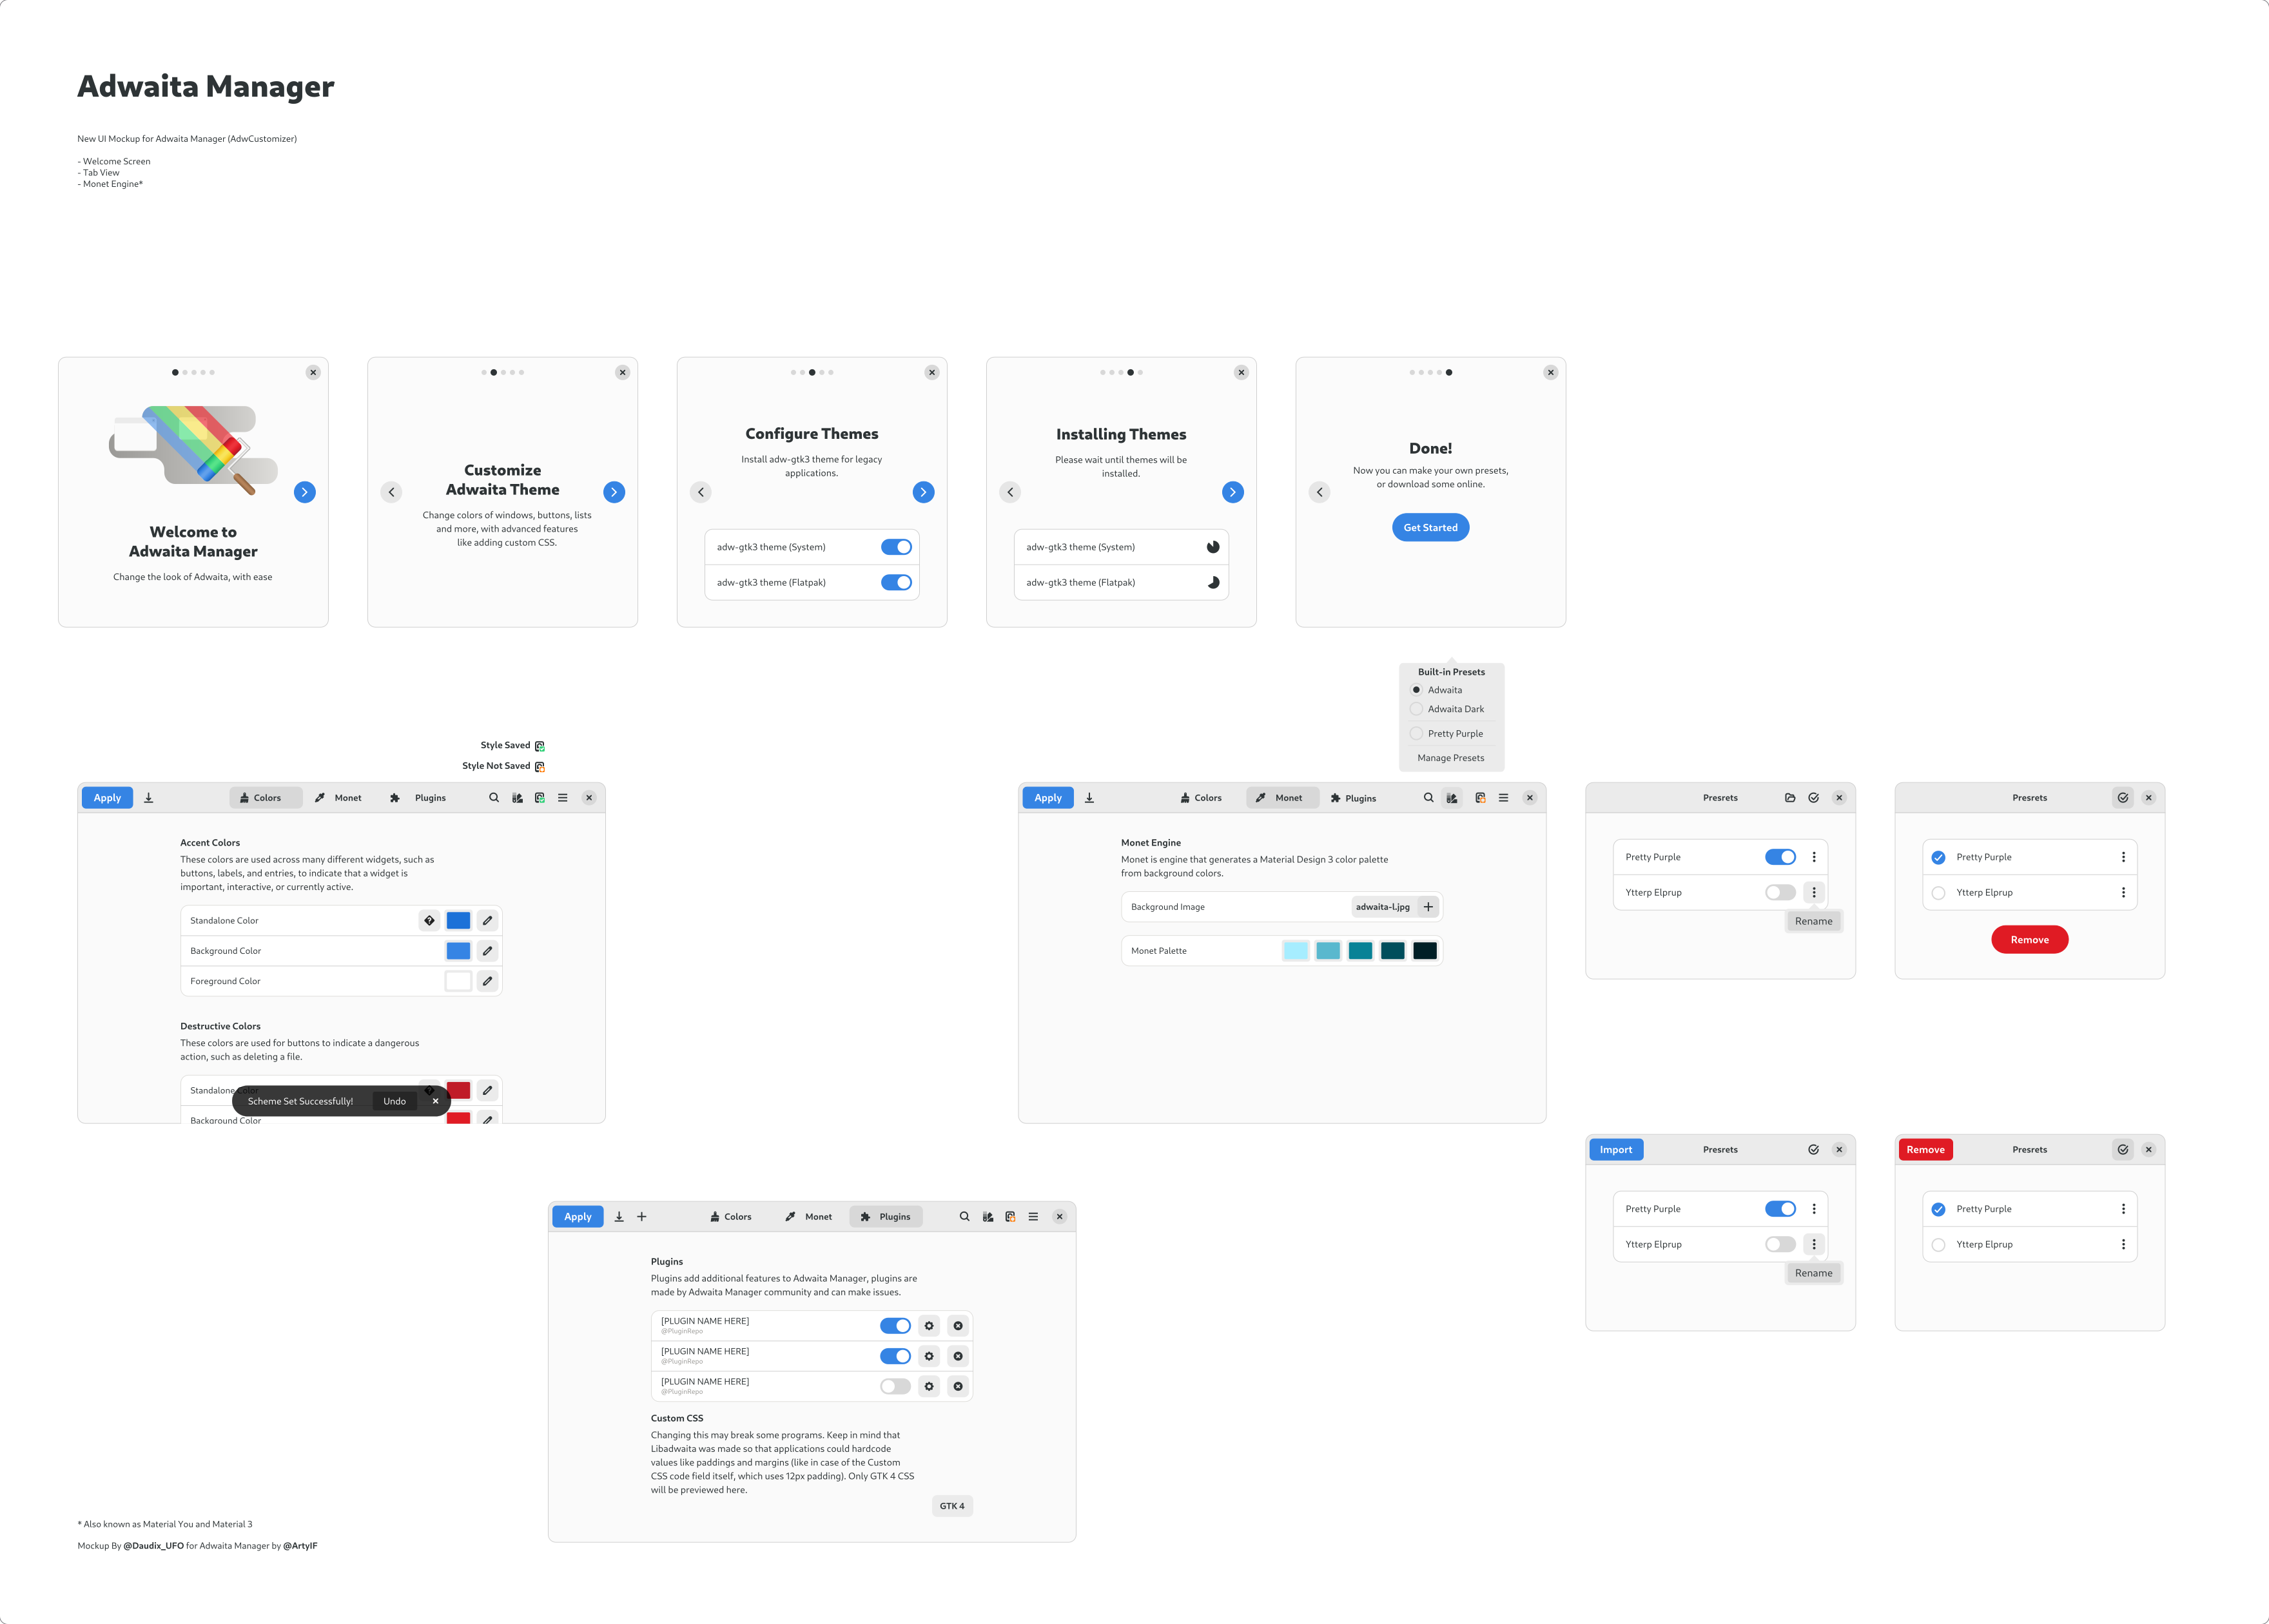 Adwaita Manager
New UI Mockup for Adwaita Manager (AdwCustomizer)
- Welcome Screen
- Tab View
- Monet Engine*
Welcome to
Adwaita Manager
Change the look of Adwaita, with ease
Customize
Adwaita Theme
Change colors of windows, buttons, lists
and more, with advanced features
like adding custom CSS.
Configure Themes
Install adw-gtk3 theme for legacy
applications.
adw-gtk3 theme (System)
adw-gtk3 theme (Flatpak)
Installing Themes
Please wait until themes will be
installed.
adw-gtk3 theme (System)
adw-gtk3 theme (Flatpak)
Done!
Now you can make your own presets,
or download some online.
Get Started
Built-in Presets
Adwaita
Adwaita Dark
Pretty Purple
Manage Presets
Style Saved
Style Not Saved
Apply Colors Monet Plugins
Accent Colors
These colors are used across many different widgets, such as
buttons, labels, and entries, to indicate that a widget is
important, interactive, or currently active.
Standalone Color
Background Color
Foreground Color
Destructive Colors
These colors are used for buttons to indicate a dangerous
action, such as deleting a file.
Standalone Color
Scheme Set Successfully! Undo
Background Color
Apply Colors Monet Plugins
Monet Engine
Monet is engine that generates a Material Design 3 color palette
from background colors.
Background Image adwaita-l.jpg
Monet Palette
Presrets
Pretty Purple
Ytterp Elprup
Rename
Presrets
Pretty Purple
Ytterp Elprup
Remove
Import Presrets
Pretty Purple
Ytterp Elprup
Rename
Remove Presrets
Pretty Purple
Ytterp Elprup
Apply Colors Monet Plugins
Plugins
Plugins add additional features to Adwaita Manager, plugins are
made by Adwaita Manager community and can make issues.
[PLUGIN NAME HERE]
@PluginRepo
[PLUGIN NAME HERE]
@PluginRepo
[PLUGIN NAME HERE]
@PluginRepo
Custom CSS
Changing this may break some programs. Keep in mind that
Libadwaita was made so that applications could hardcode
values like paddings and margins (like in case of the Custom
CSS code field itself, which uses 12px padding). Only GTK 4 CSS
will be previewed here.
GTK 4
* Also known as Material You and Material 3
Mockup By @Daudix_UFO for Adwaita Manager by @ArtyIF